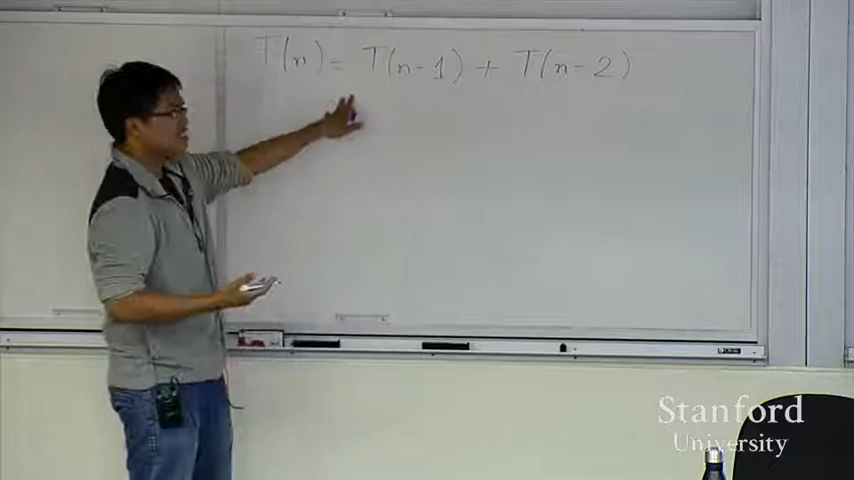 T(n) = T(n-1) + T(n-2)
Stanford
University